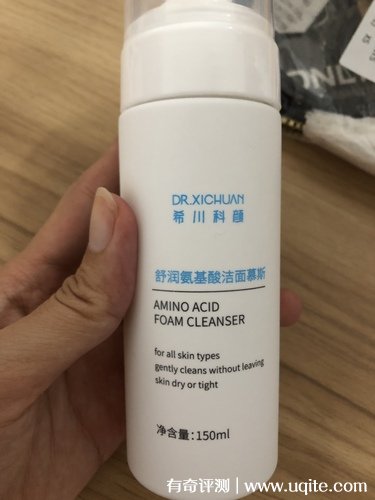 DR.XICHUAN
希川科颜
舒润氨基酸洁面慕斯
AMINO ACID
FOAM CLEANSER
for all skin types
gently cleans without leaving
skin dry or tight
净含量:150ml
有奇评测 | www.uqite.com